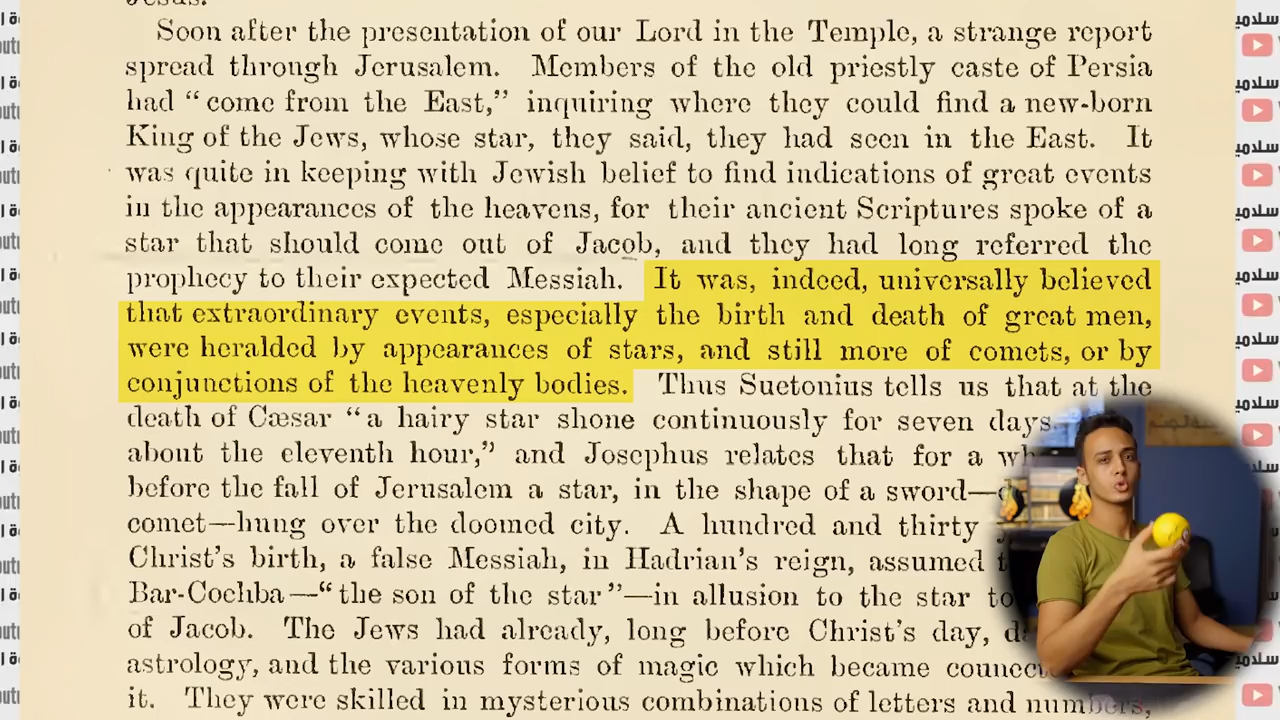 Jesus.
Soon after the presentation of our Lord in the Temple, a strange report
spread through Jerusalem. Members of the old priestly caste of Persia
had “come from the East,” inquiring where they could find a new-born
King of the Jews, whose star, they said, they had seen in the East. It
was quite in keeping with Jewish belief to find indications of great events
in the appearances of the heavens, for their ancient Scriptures spoke of a
star that should come out of Jacob, and they had long referred the
prophecy to their expected Messiah. It was, indeed, universally believed
that extraordinary events, especially the birth and death of great men,
were heralded by appearances of stars, and still more of comets, or by
conjunctions of the heavenly bodies. Thus Suetonius tells us that at the
death of Cæsar “a hairy star shone continuously for seven days
about the eleventh hour,” and Josephus relates that for a
before the fall of Jerusalem a star, in the shape of a sword—
comet—hung over the doomed city. A hundred and thirty
Christ’s birth, a false Messiah, in Hadrian’s reign, assumed
Bar-Cochba—“the son of the star”—in allusion to the star to
of Jacob. The Jews had already, long before Christ’s day,
astrology, and the various forms of magic which became
it. They were skilled in mysterious combinations of letters and numbers,